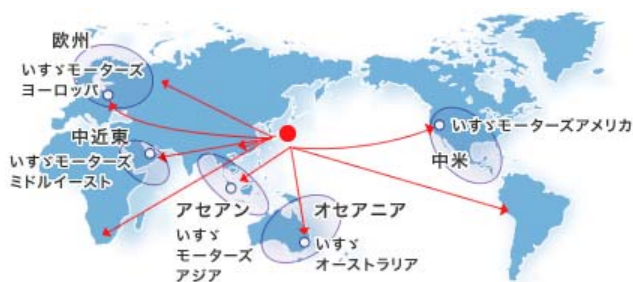 欧州
いすゞモーターズ
ヨーロッパ
中近東
いすゞモーターズ
ミドルイースト
アセアン
いすゞ
モーターズ
アジア
オセアニア
いすゞ
オーストラリア
いすゞモーターズアメリカ
中米